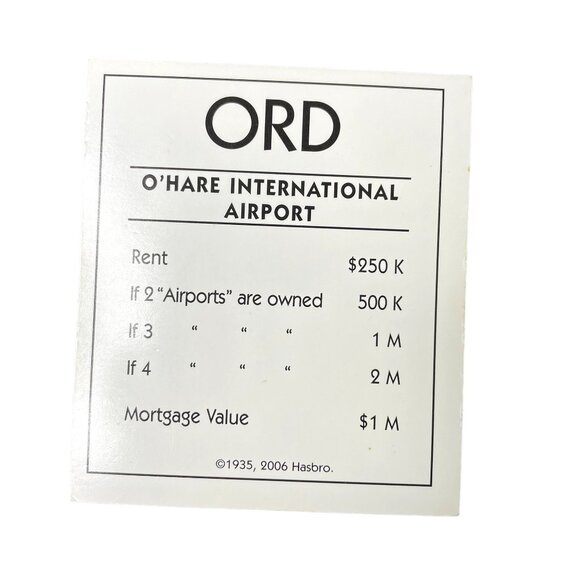 ORD
O'HARE INTERNATIONAL
AIRPORT
Rent $250 K
If 2 “Airports” are owned 500 K
If 3 “ “ “ 1 M
If 4 “ “ “ 2 M
Mortgage Value $1 M
©1935, 2006 Hasbro.